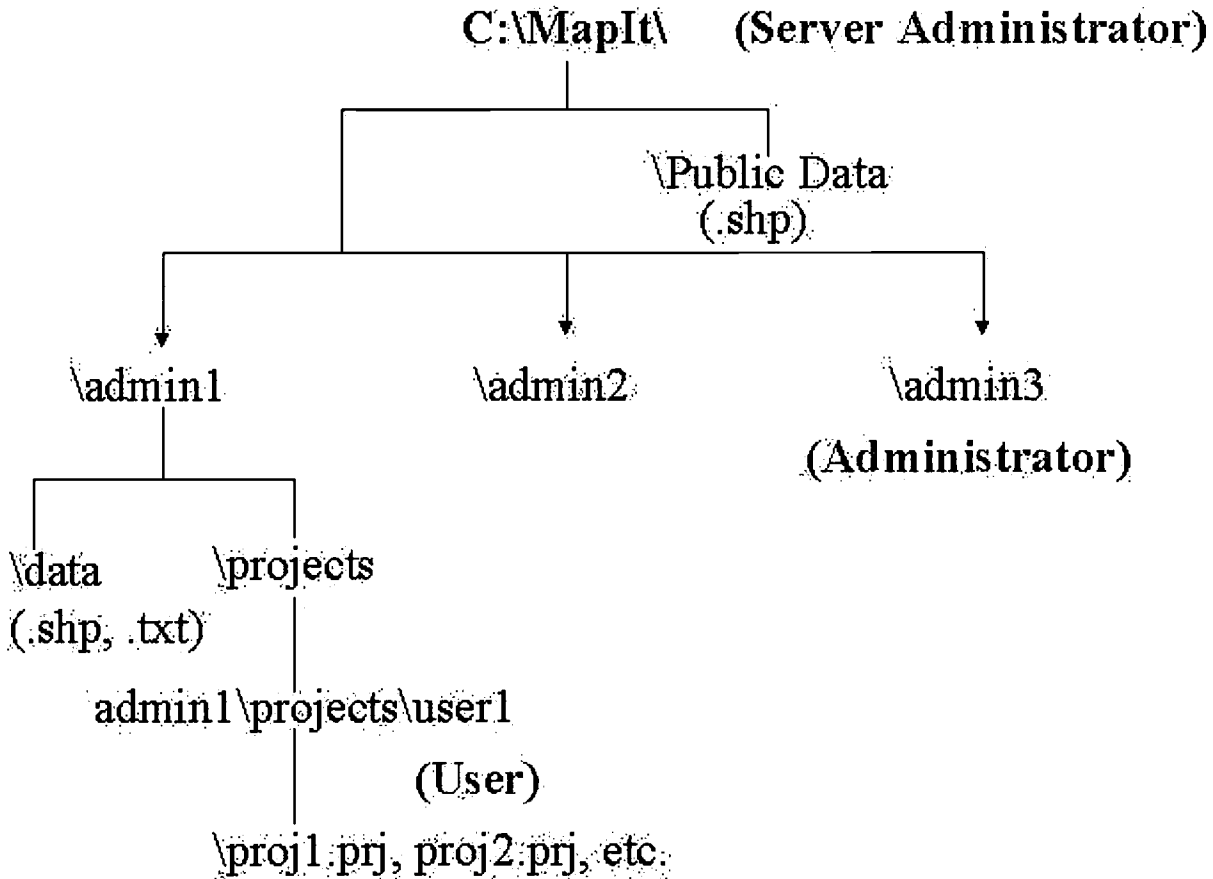 C:\MapIt\ (Server Administrator)
\Public Data
(.shp)
\admin1 \admin2 \admin3
(Administrator)
\data \projects
(.shp, .txt)
admin1\projects\user1
(User)
\proj1.prj, proj2.prj, etc.